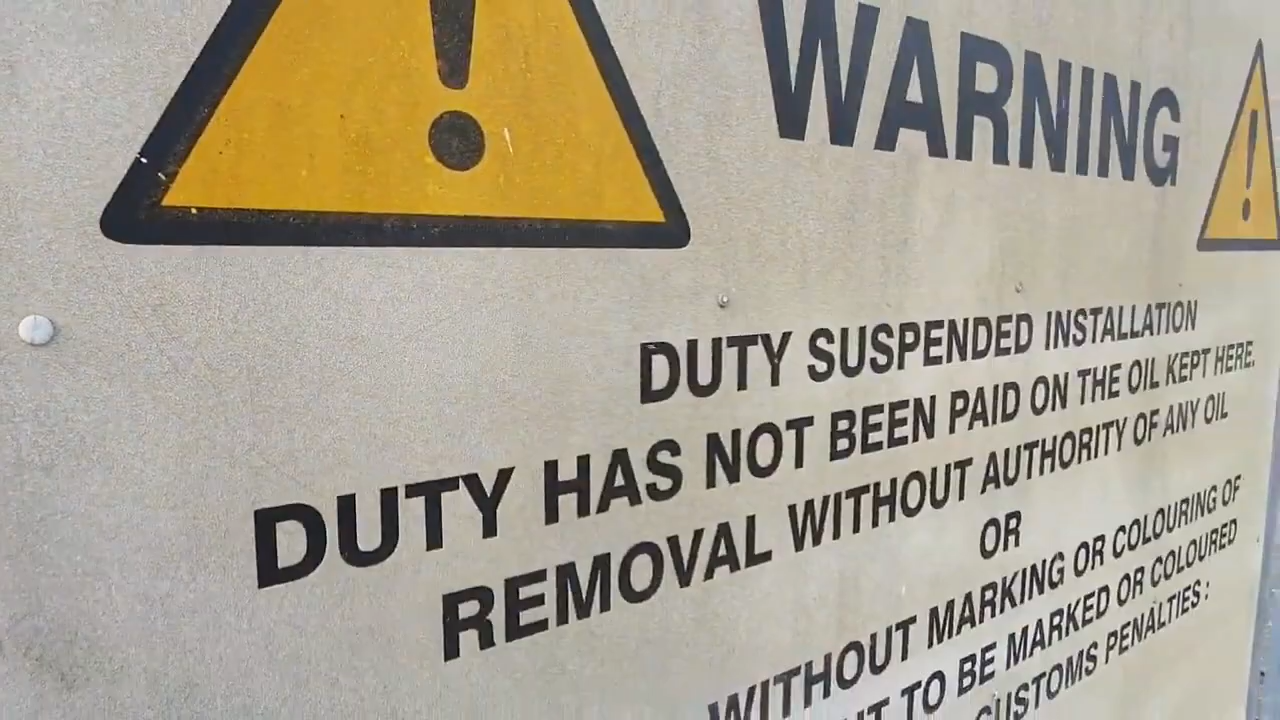 WARNING
DUTY SUSPENDED INSTALLATION
DUTY HAS NOT BEEN PAID ON THE OIL KEPT HERE.
REMOVAL WITHOUT AUTHORITY OF ANY OIL
OR
WITHOUT MARKING OR COLOURING OF
TO BE MARKED OR COLOURED
CUSTOMS PENALTIES :